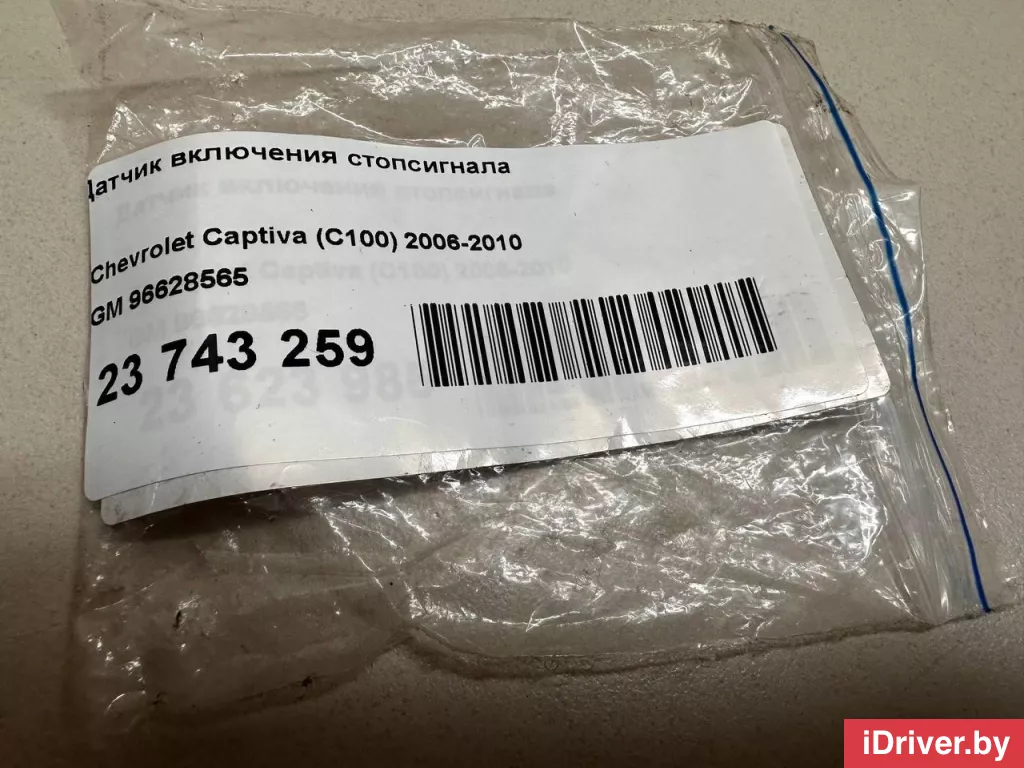 Датчик включения стопсигнала
Chevrolet Captiva (C100) 2006-2010
GM 96628565
23 743 259
iDriver.by